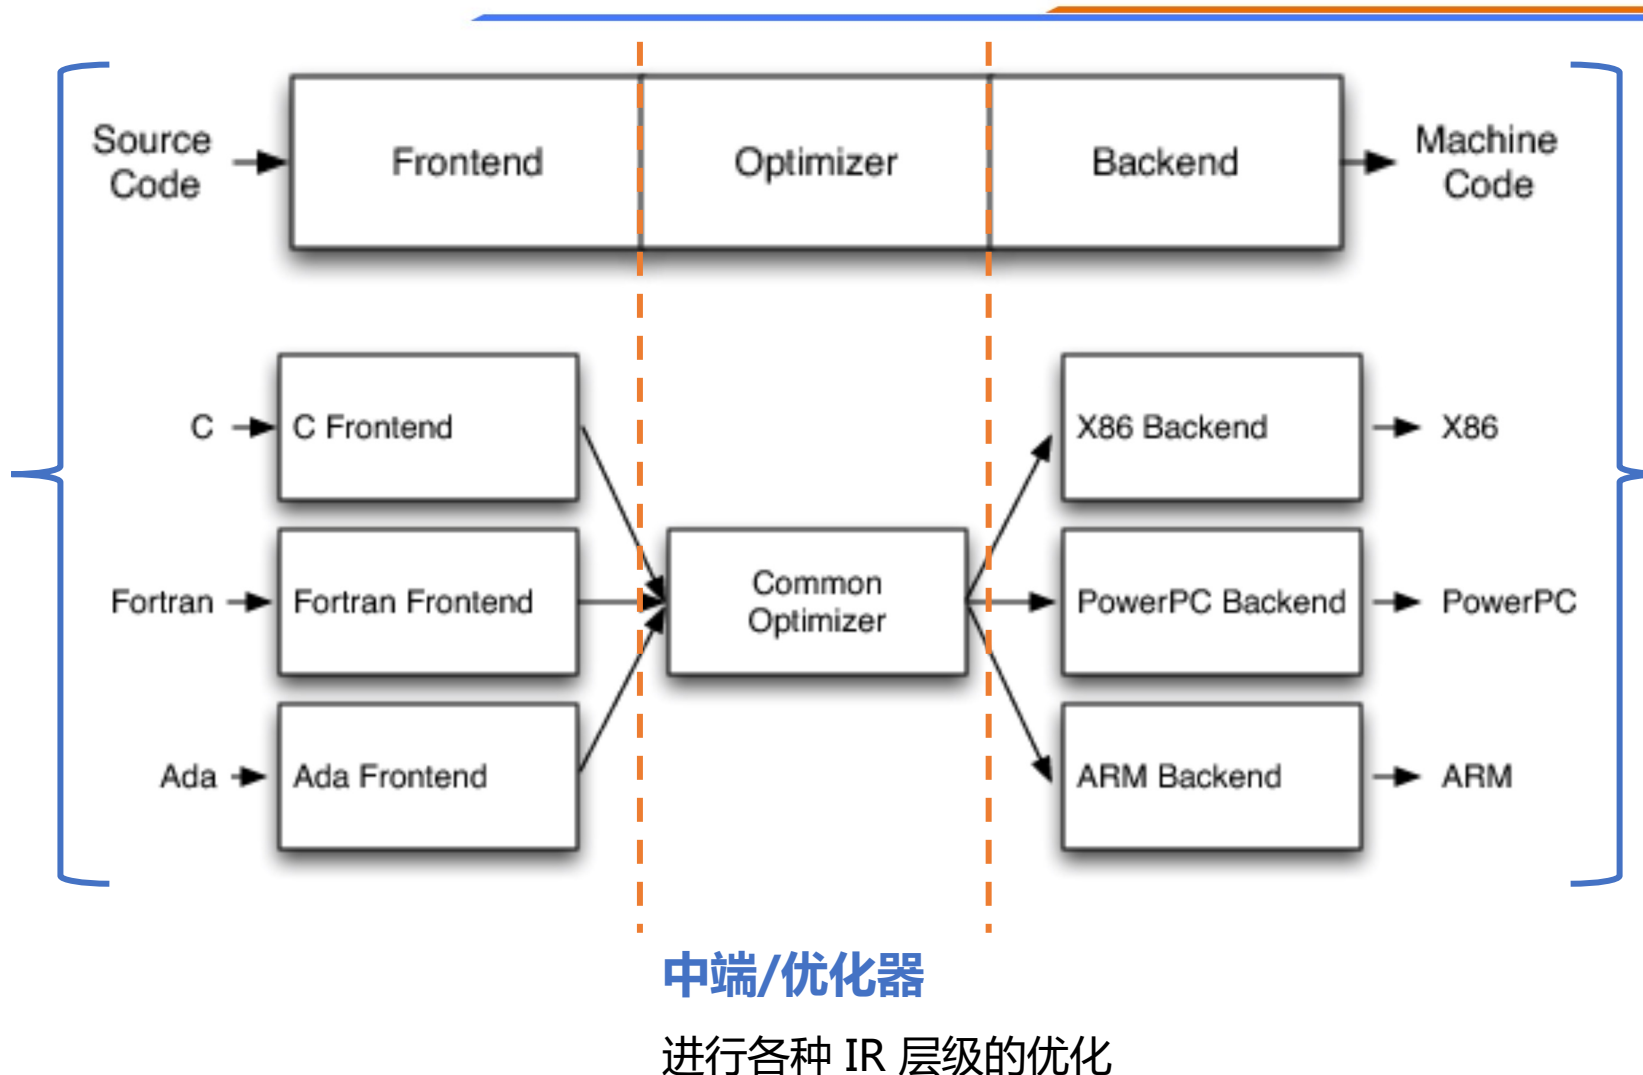 Source
Code
Frontend
Optimizer
Backend
Machine
Code
C
C Frontend
X86 Backend
X86
Fortran
Fortran Frontend
Common
Optimizer
PowerPC Backend
PowerPC
Ada
Ada Frontend
ARM Backend
ARM
中端/优化器
进行各种 IR 层级的优化